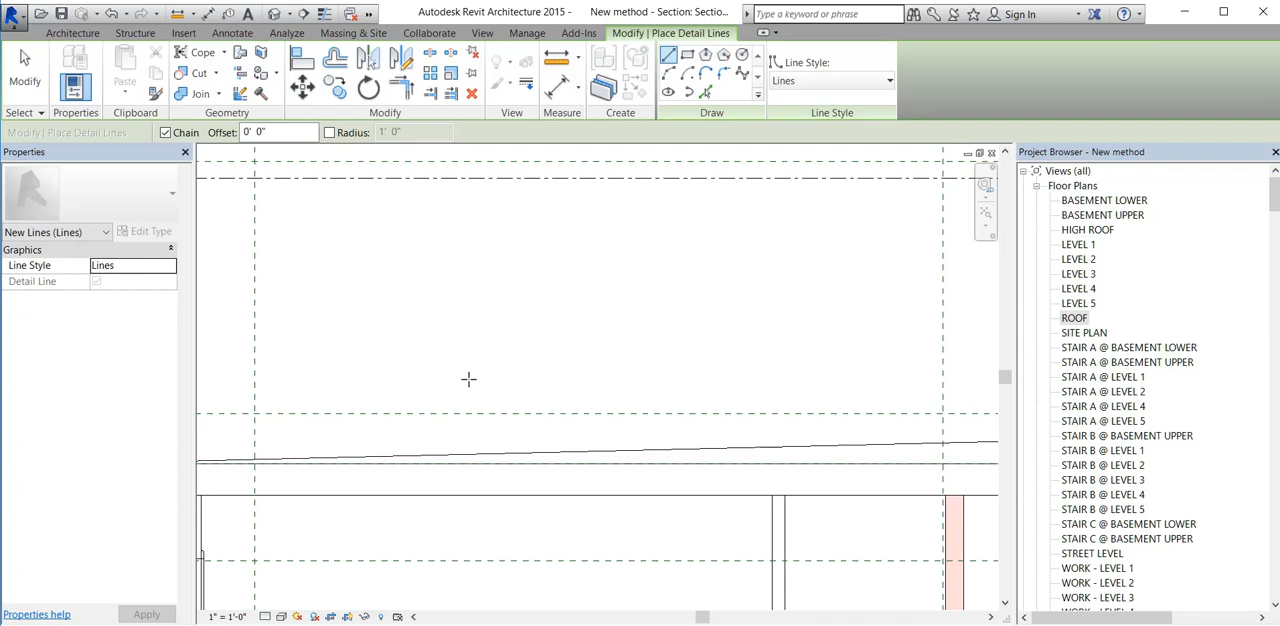 Autodesk Revit Architecture 2015 - New method - Section: Sectio...
Type a keyword or phrase
Sign In
Architecture Structure Insert Annotate Analyze Massing & Site Collaborate View Manage Add-Ins Modify | Place Detail Lines
Modify
Paste
Cope
Cut
Join
Line Style:
Lines
Select Properties Clipboard Geometry Modify View Measure Create Draw Line Style
Modify | Place Detail Lines Chain Offset: 0' 0" Radius: 1' 0"
Properties
New Lines (Lines) Edit Type
Graphics
Line Style Lines
Detail Line
Properties help Apply
1" = 1'-0"
Project Browser - New method
Views (all)
Floor Plans
BASEMENT LOWER
BASEMENT UPPER
HIGH ROOF
LEVEL 1
LEVEL 2
LEVEL 3
LEVEL 4
LEVEL 5
ROOF
SITE PLAN
STAIR A @ BASEMENT LOWER
STAIR A @ BASEMENT UPPER
STAIR A @ LEVEL 1
STAIR A @ LEVEL 2
STAIR A @ LEVEL 4
STAIR A @ LEVEL 5
STAIR B @ BASEMENT UPPER
STAIR B @ LEVEL 1
STAIR B @ LEVEL 2
STAIR B @ LEVEL 3
STAIR B @ LEVEL 4
STAIR B @ LEVEL 5
STAIR C @ BASEMENT LOWER
STAIR C @ BASEMENT UPPER
STREET LEVEL
WORK - LEVEL 1
WORK - LEVEL 2
WORK - LEVEL 3